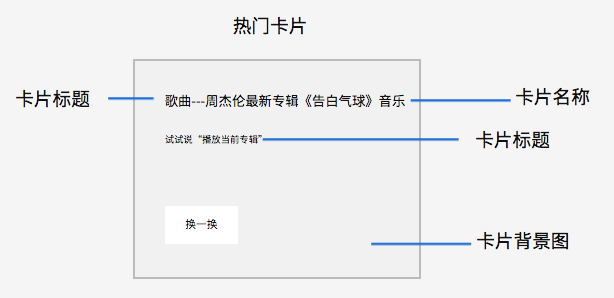 热门卡片
卡片标题
歌曲---周杰伦最新专辑《告白气球》音乐
卡片名称
试试说“播放当前专辑”
卡片标题
换一换
卡片背景图